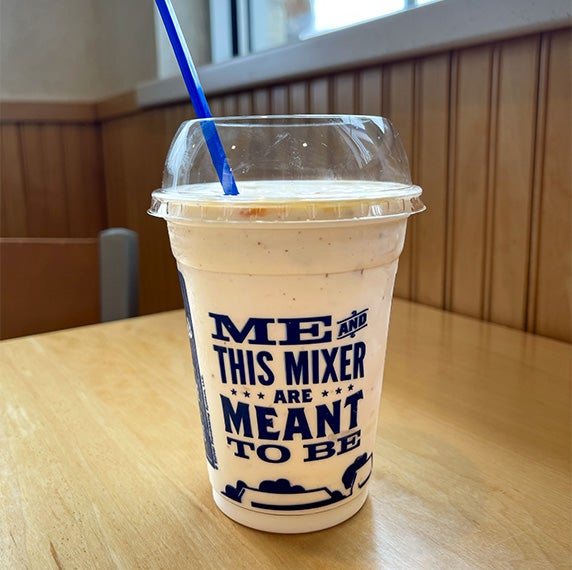 ME AND
THIS MIXER
ARE
MEANT
TO BE